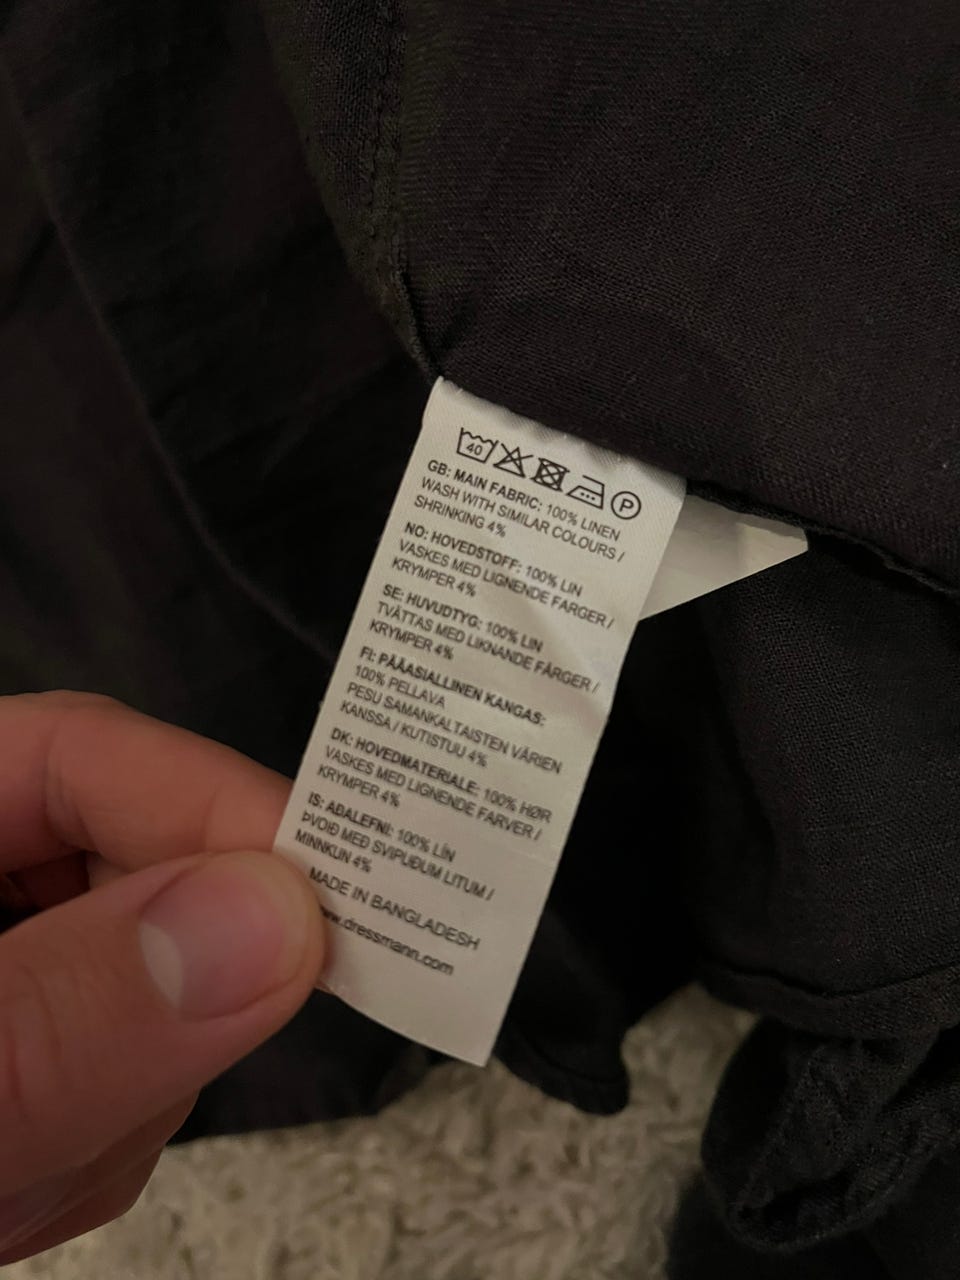 40 P
GB: MAIN FABRIC: 100% LINEN
WASH WITH SIMILAR COLOURS /
SHRINKING 4%
NO: HOVEDSTOFF: 100% LIN
VASKES MED LIGNENDE FARGER /
KRYMPER 4%
SE: HUVUDTYG: 100% LIN
TVÄTTAS MED LIKNANDE FÄRGER /
KRYMPER 4%
FI: PÄÄASIALLINEN KANGAS:
100% PELLAVA
PESU SAMANKALTAISTEN VÄRIEN
KANSSA / KUTISTUU 4%
DK: HOVEDMATERIALE: 100% HØR
VASKES MED LIGNENDE FARVER /
KRYMPER 4%
IS: AÐALEFNI: 100% LÍN
ÞVOIÐ MEÐ SVIPUÐUM LITUM /
MINNKUN 4%
MADE IN BANGLADESH
www.dressmann.com